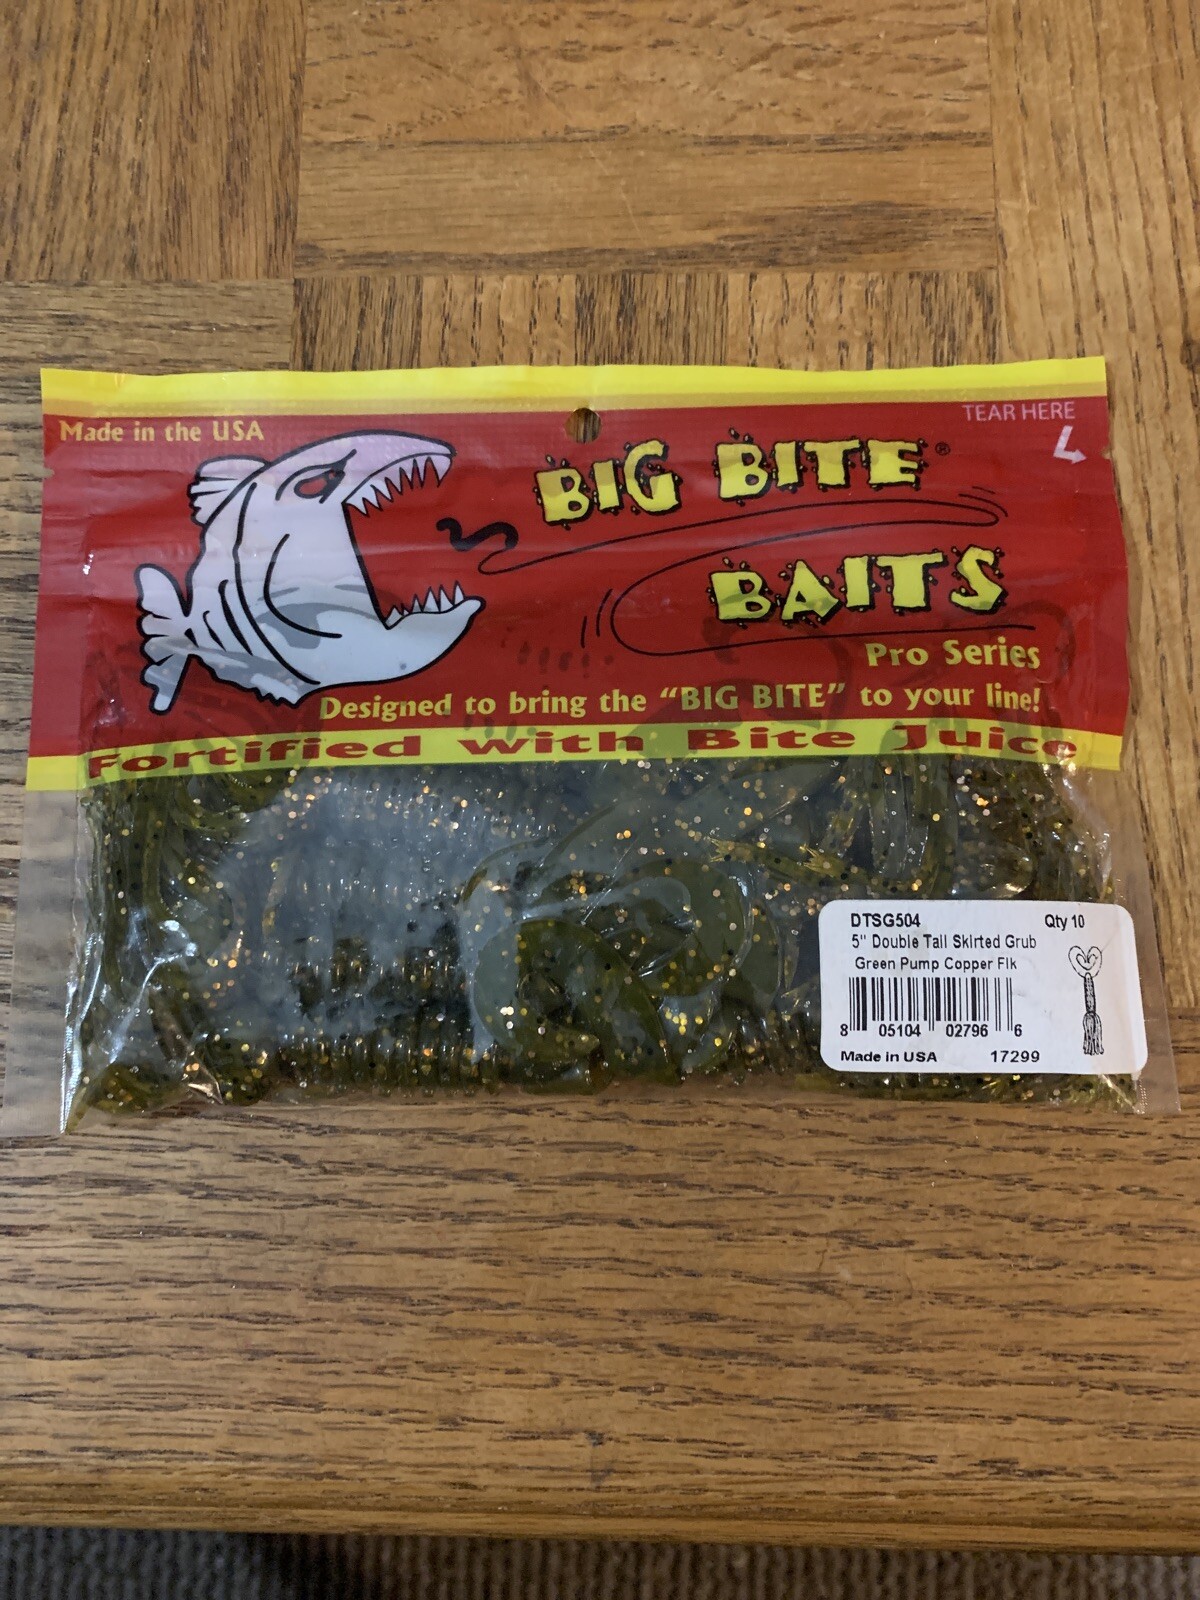 Made in the USA
TEAR HERE
BIG BITE®
BAITS
Pro Series
Designed to bring the "BIG BITE" to your line!
Fortified with Bite Juice
DTSG504 Qty 10
5" Double Tail Skirted Grub
Green Pump Copper Flk
8 05104 02796 6
Made in USA 17299